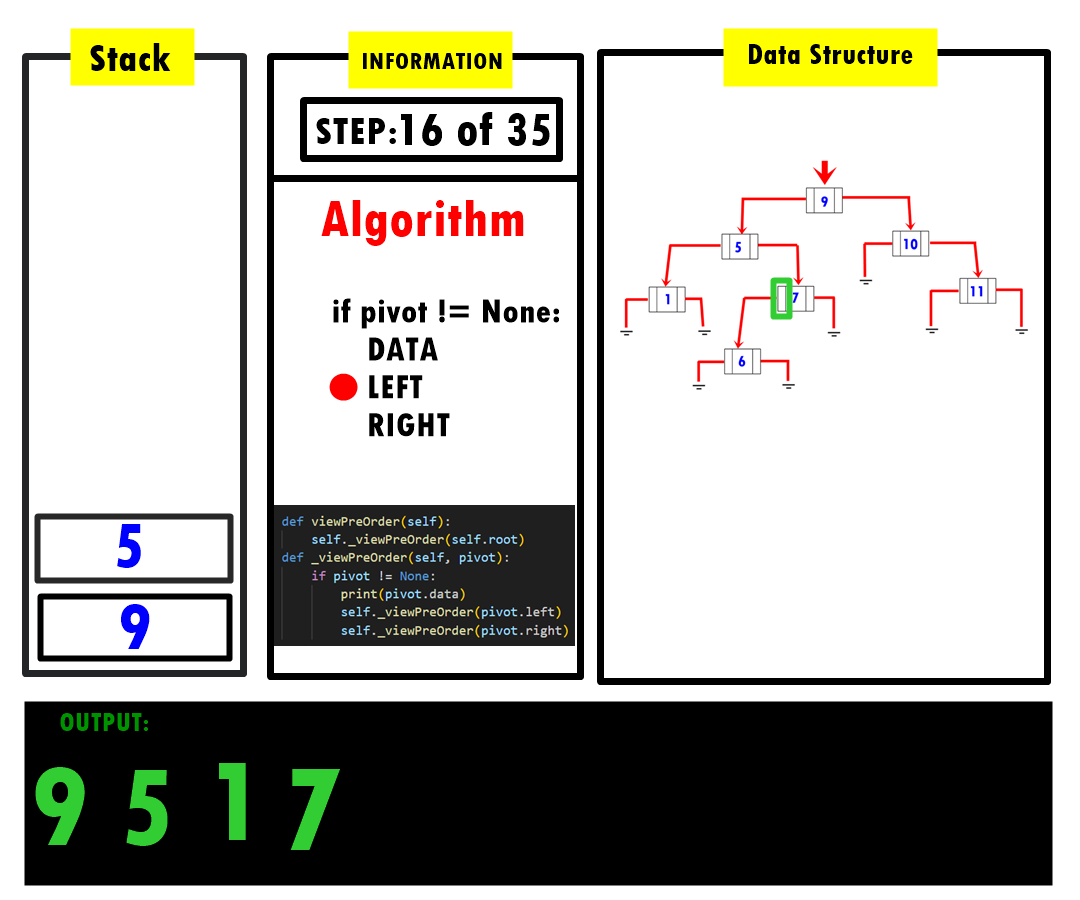 Stack
5
9
INFORMATION
STEP:16 of 35
Algorithm
if pivot != None:
DATA
LEFT
RIGHT
def viewPreOrder(self):
self._viewPreOrder(self.root)
def _viewPreOrder(self, pivot):
if pivot != None:
print(pivot.data)
self._viewPreOrder(pivot.left)
self._viewPreOrder(pivot.right)
Data Structure
9
5
10
1
7
11
6
OUTPUT:
9 5 1 7